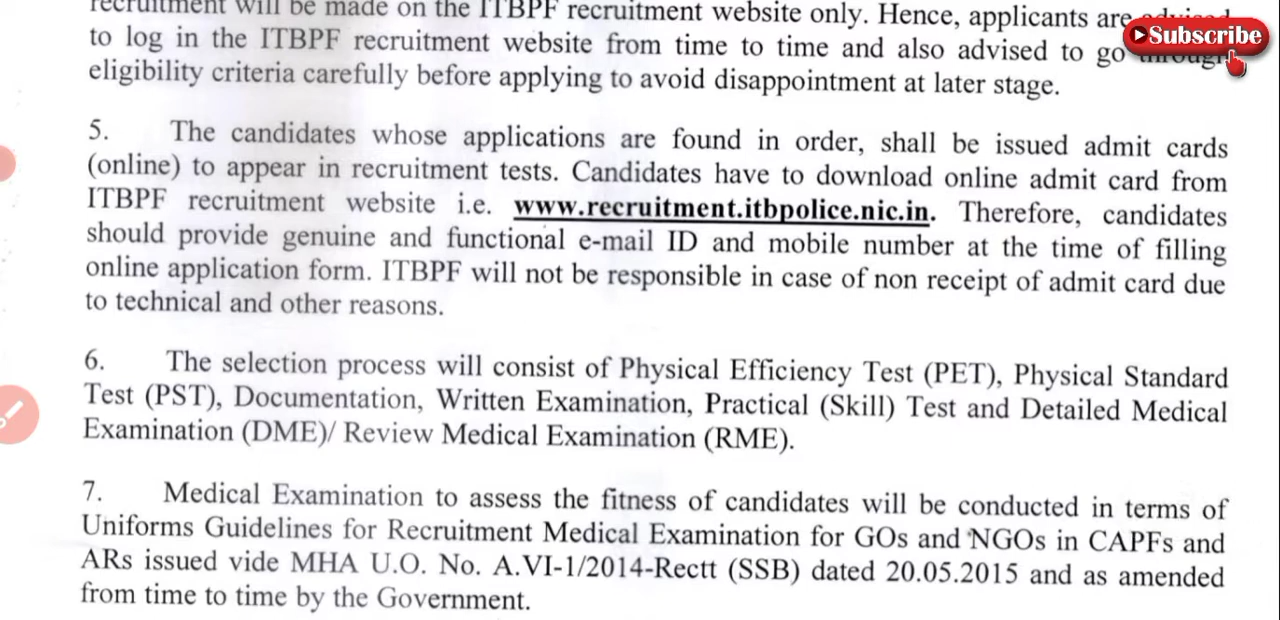 recruitment will be made on the ITBPF recruitment website only. Hence, applicants are advised
to log in the ITBPF recruitment website from time to time and also advised to go through
Subscribe
eligibility criteria carefully before applying to avoid disappointment at later stage.
5. The candidates whose applications are found in order, shall be issued admit cards
(online) to appear in recruitment tests. Candidates have to download online admit card from
ITBPF recruitment website i.e. www.recruitment.itbpolice.nic.in. Therefore, candidates
should provide genuine and functional e-mail ID and mobile number at the time of filling
online application form. ITBPF will not be responsible in case of non receipt of admit card due
to technical and other reasons.
6. The selection process will consist of Physical Efficiency Test (PET), Physical Standard
Test (PST), Documentation, Written Examination, Practical (Skill) Test and Detailed Medical
Examination (DME)/ Review Medical Examination (RME).
7. Medical Examination to assess the fitness of candidates will be conducted in terms of
Uniforms Guidelines for Recruitment Medical Examination for GOs and NGOs in CAPFs and
ARs issued vide MHA U.O. No. A.VI-1/2014-Rectt (SSB) dated 20.05.2015 and as amended
from time to time by the Government.